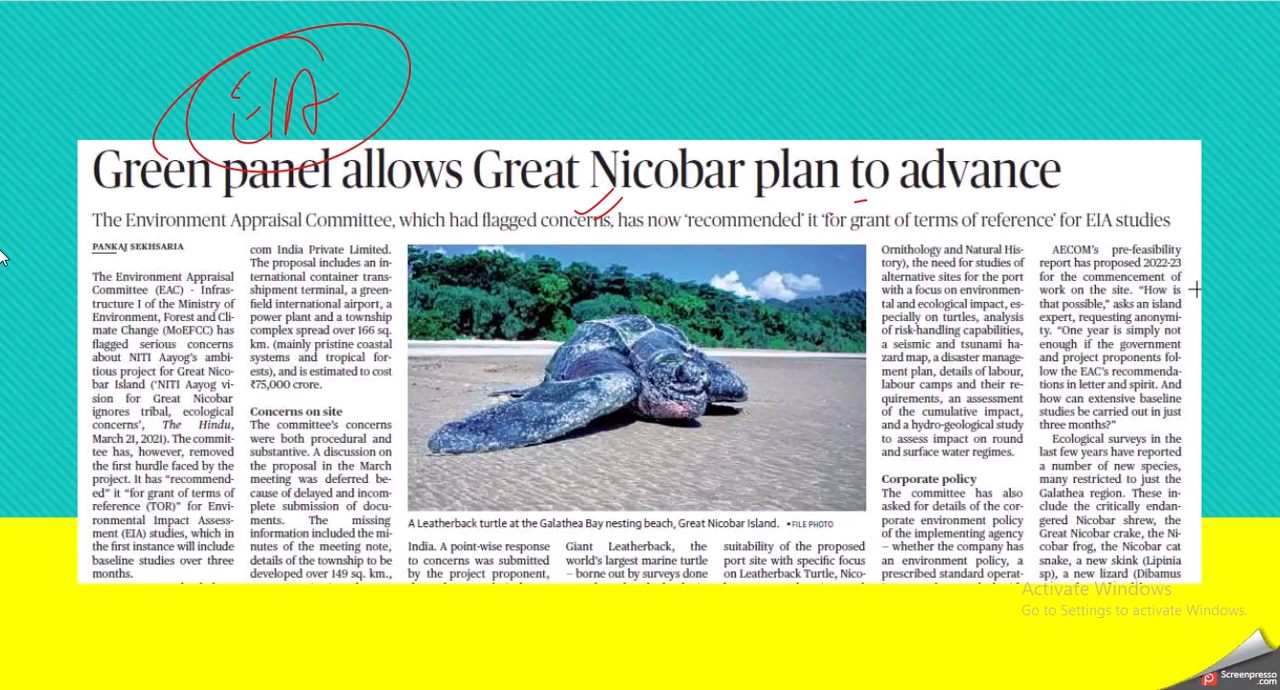 EIA
Green panel allows Great Nicobar plan to advance
The Environment Appraisal Committee, which had flagged concerns, has now ‘recommended’ it ‘for grant of terms of reference’ for EIA studies
PANKAJ SEKHSARIA
The Environment Appraisal
Committee (EAC) - Infras-
tructure I of the Ministry of
Environment, Forest and Cli-
mate Change (MoEFCC) has
flagged serious concerns
about NITI Aayog’s ambi-
tious project for Great Nico-
bar Island (‘NITI Aayog vi-
sion for Great Nicobar
ignores tribal, ecological
concerns’, The Hindu,
March 21, 2021). The commit-
tee has, however, removed
the first hurdle faced by the
project. It has “recommend-
ed” it “for grant of terms of
reference (TOR)” for Envi-
ronmental Impact Assess-
ment (EIA) studies, which in
the first instance will include
baseline studies over three
months.
com India Private Limited.
The proposal includes an in-
ternational container trans-
shipment terminal, a green-
field international airport, a
power plant and a township
complex spread over 166 sq.
km. (mainly pristine coastal
systems and tropical for-
ests), and is estimated to cost
₹75,000 crore.
Concerns on site
The committee’s concerns
were both procedural and
substantive. A discussion on
the proposal in the March
meeting was deferred be-
cause of delayed and incom-
plete submission of docu-
ments. The missing
information included the mi-
nutes of the meeting note,
details of the township to be
developed over 149 sq. km.,
A Leatherback turtle at the Galathea Bay nesting beach, Great Nicobar Island. •FILE PHOTO
India. A point-wise response
to concerns was submitted
by the project proponent,
Giant Leatherback, the
world’s largest marine turtle
– borne out by surveys done
suitability of the proposed
port site with specific focus
on Leatherback Turtle, Nico-
Ornithology and Natural His-
tory), the need for studies of
alternative sites for the port
with a focus on environmen-
tal and ecological impact, es-
pecially on turtles, analysis
of risk-handling capabilities,
a seismic and tsunami ha-
zard map, a disaster manage-
ment plan, details of labour,
labour camps and their re-
quirements, an assessment
of the cumulative impact,
and a hydro-geological study
to assess impact on round
and surface water regimes.
Corporate policy
The committee has also
asked for details of the cor-
porate environment policy
of the implementing agency
– whether the company has
an environment policy, a
prescribed standard operat-
AECOM’s pre-feasibility
report has proposed 2022-23
for the commencement of
work on the site. “How is
that possible,” asks an island
expert, requesting anonymi-
ty. “One year is simply not
enough if the government
and project proponents fol-
low the EAC’s recommenda-
tions in letter and spirit. And
how can extensive baseline
studies be carried out in just
three months?”
Ecological surveys in the
last few years have reported
a number of new species,
many restricted to just the
Galathea region. These in-
clude the critically endan-
gered Nicobar shrew, the
Great Nicobar crake, the Ni-
cobar frog, the Nicobar cat
snake, a new skink (Lipinia
sp), a new lizard (Dibamus
Activate Windows
Go to Settings to activate Windows.
Screenpresso
.com